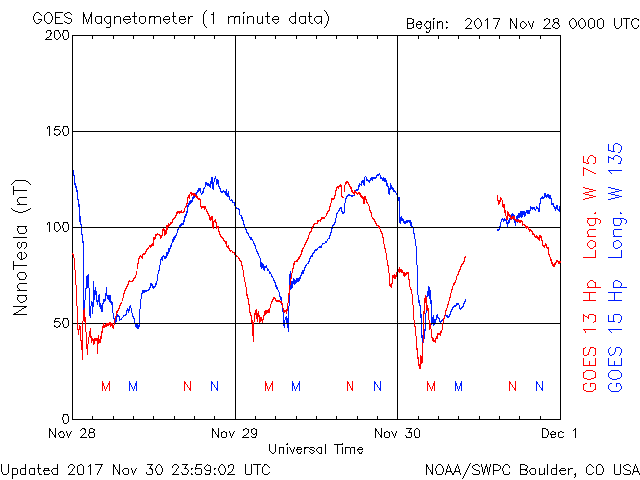 GOES Magnetometer (1 minute data)
Begin: 2017 Nov 28 0000 UTC
200
150
100
50
0
NanoTesla (nT)
M M N N M M N N M M N N
Nov 28 Nov 29 Nov 30 Dec 1
Universal Time
GOES 13 Hp Long. W 75
GOES 15 Hp Long. W 135
Updated 2017 Nov 30 23:59:02 UTC
NOAA/SWPC Boulder, CO USA